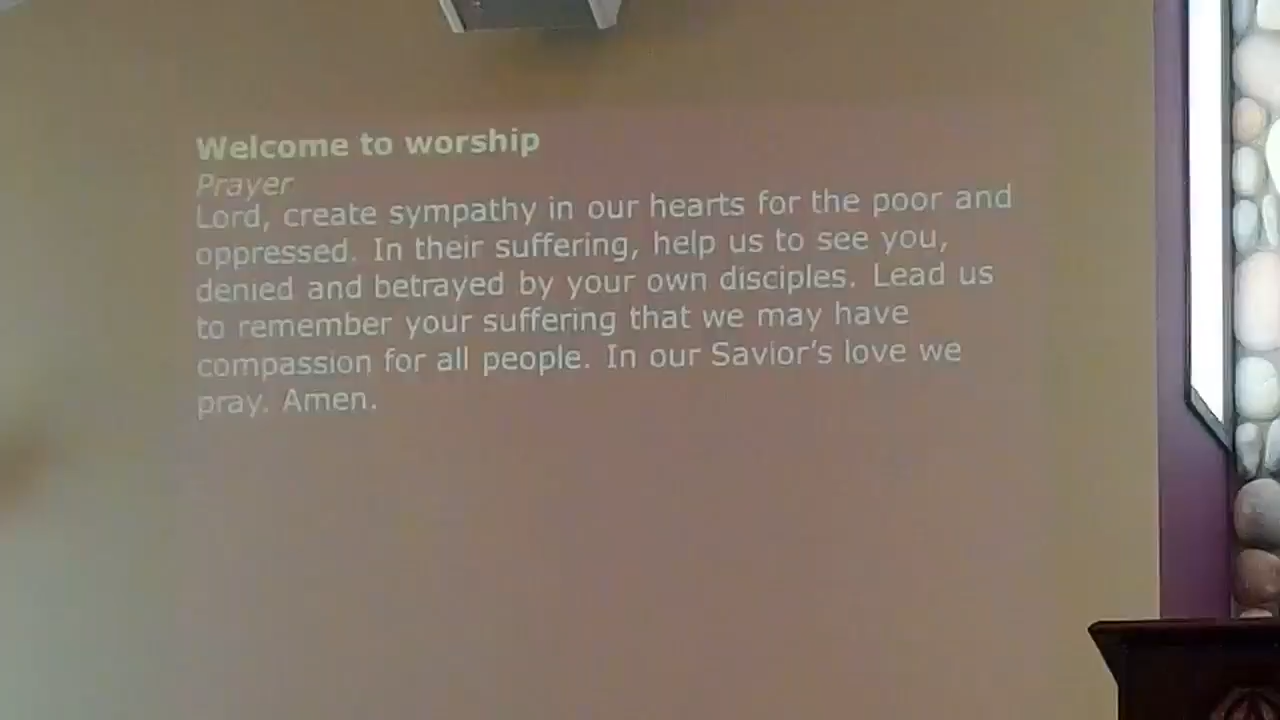 Welcome to worship
Prayer
Lord, create sympathy in our hearts for the poor and
oppressed. In their suffering, help us to see you,
denied and betrayed by your own disciples. Lead us
to remember your suffering that we may have
compassion for all people. In our Savior's love we
pray. Amen.